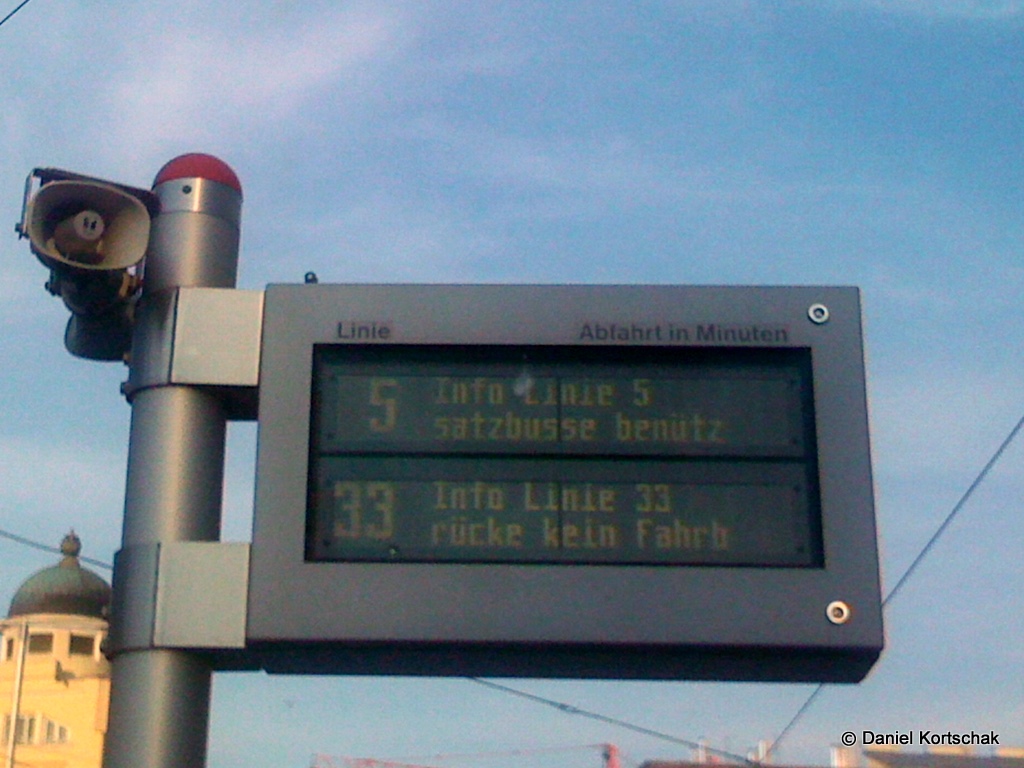 Linie Abfahrt in Minuten
5 Info Linie 5
satzbusse benütz
33 Info Linie 33
rücke kein Fahrb
© Daniel Kortschak